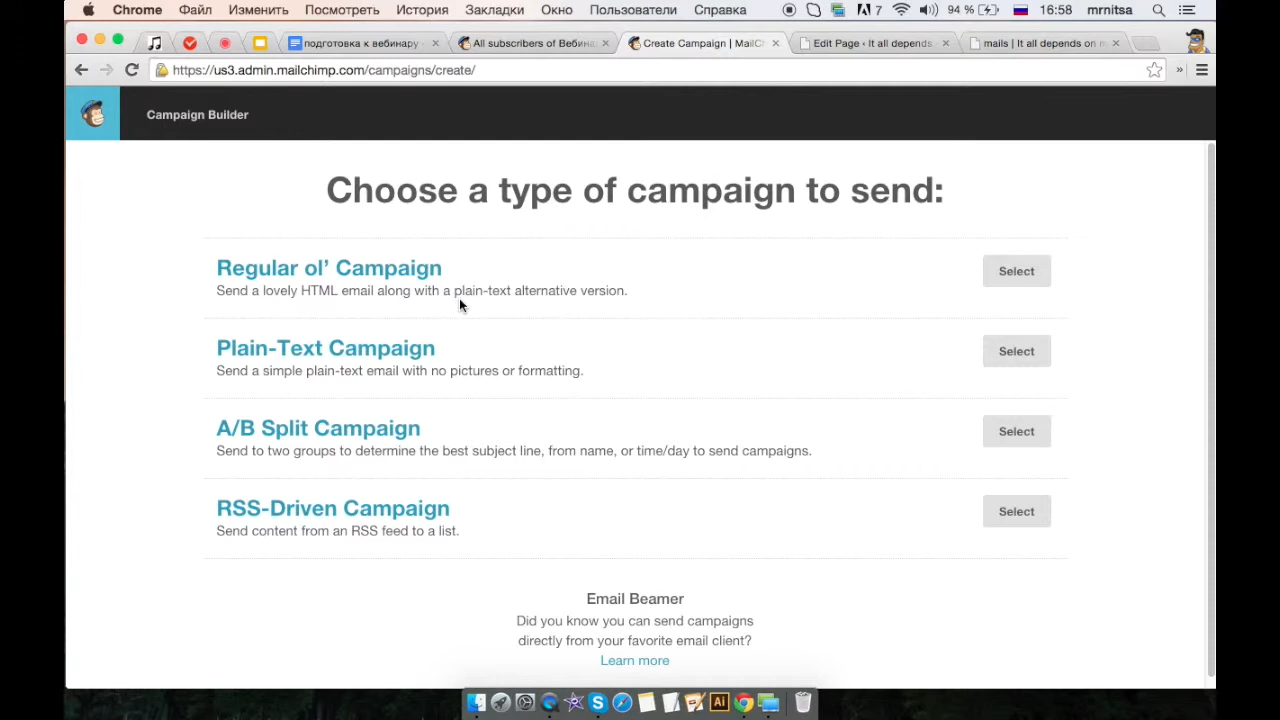 Chrome Файл Изменить Посмотреть История Закладки Окно Пользователи Справка 7 94 % 16:58 mrnitsa
подготовка к вебинару All subscribers of Вебина Create Campaign | MailCh Edit Page ‹ It all depends mails | It all depends on m
https://us3.admin.mailchimp.com/campaigns/create/
Campaign Builder
Choose a type of campaign to send:
Regular ol’ Campaign
Send a lovely HTML email along with a plain-text alternative version.
Select
Plain-Text Campaign
Send a simple plain-text email with no pictures or formatting.
Select
A/B Split Campaign
Send to two groups to determine the best subject line, from name, or time/day to send campaigns.
Select
RSS-Driven Campaign
Send content from an RSS feed to a list.
Select
Email Beamer
Did you know you can send campaigns
directly from your favorite email client?
Learn more
Ai